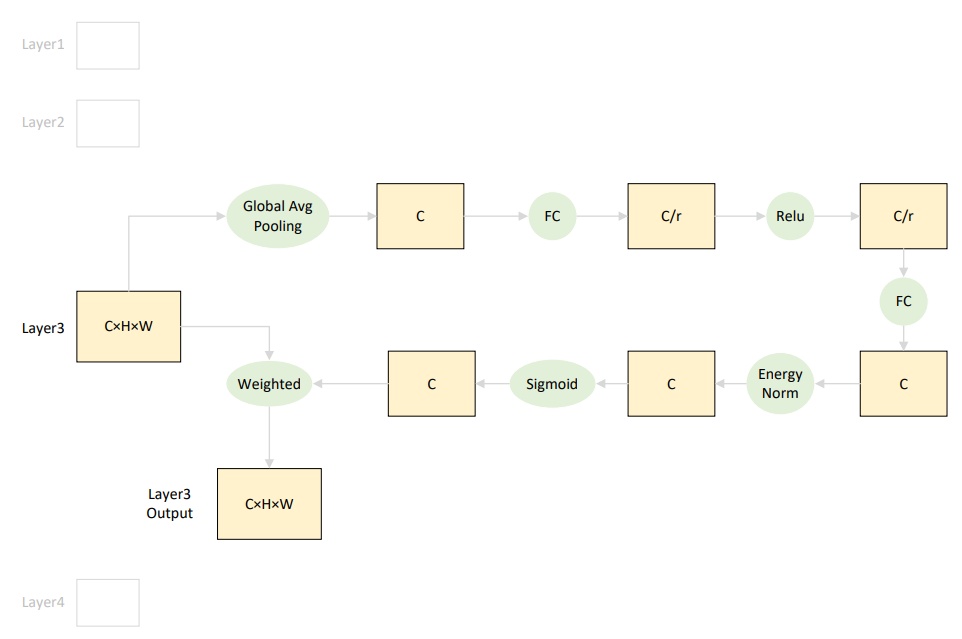 Layer1
Layer2
Global Avg
Pooling
C
FC
C/r
Relu
C/r
FC
Layer3
C×H×W
Weighted
C
Sigmoid
C
Energy
Norm
C
Layer3
Output
C×H×W
Layer4